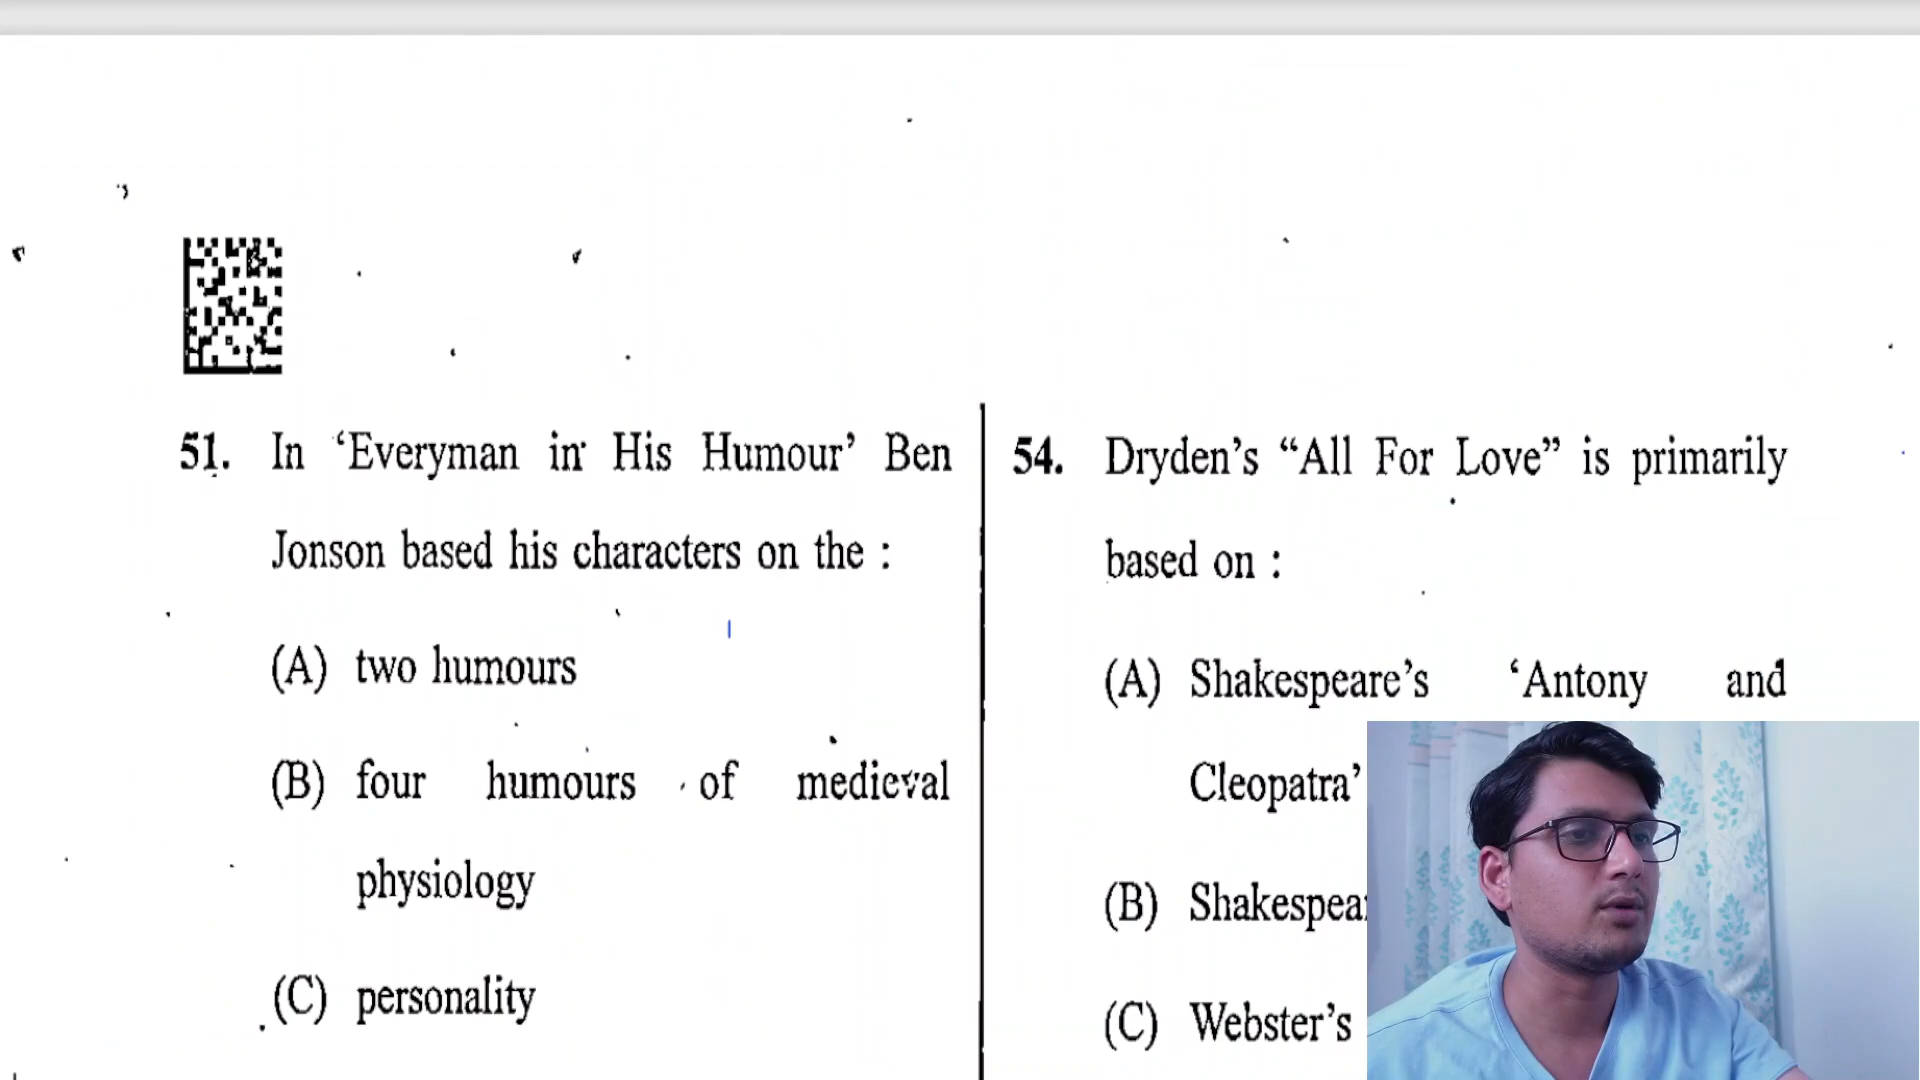 51. In ‘Everyman in His Humour’ Ben
Jonson based his characters on the :
(A) two humours
(B) four humours of medieval
physiology
(C) personality
54. Dryden’s “All For Love” is primarily
based on :
(A) Shakespeare’s ‘Antony and
Cleopatra’
(B)
(C) Webster’s